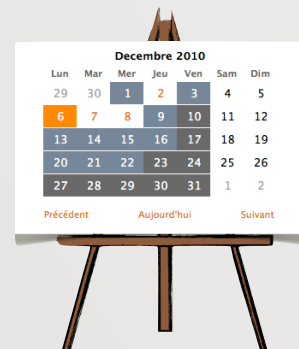 Decembre 2010
Lun Mar Mer Jeu Ven Sam Dim
29 30 1 2 3 4 5
6 7 8 9 10 11 12
13 14 15 16 17 18 19
20 21 22 23 24 25 26
27 28 29 30 31 1 2
Précédent Aujourd'hui Suivant